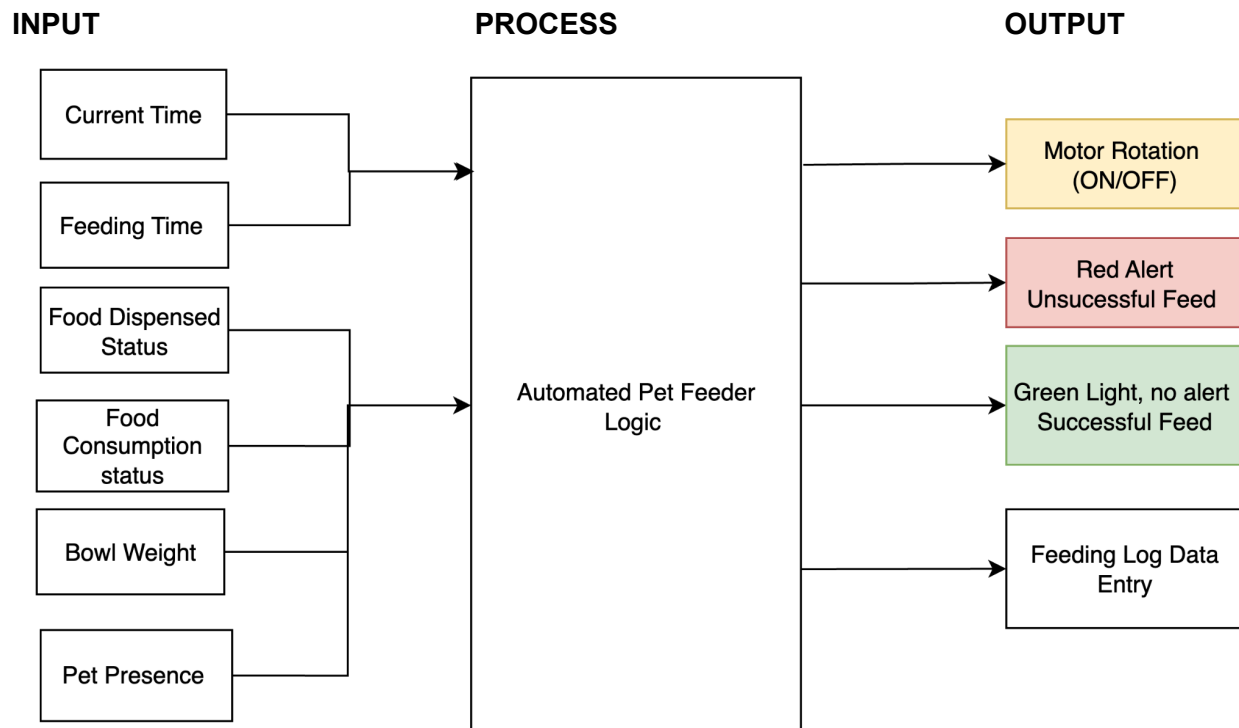 INPUT
PROCESS
OUTPUT
Current Time
Feeding Time
Food Dispensed
Status
Food
Consumption
status
Bowl Weight
Pet Presence
Automated Pet Feeder
Logic
Motor Rotation
(ON/OFF)
Red Alert
Unsucessful Feed
Green Light, no alert
Successful Feed
Feeding Log Data
Entry